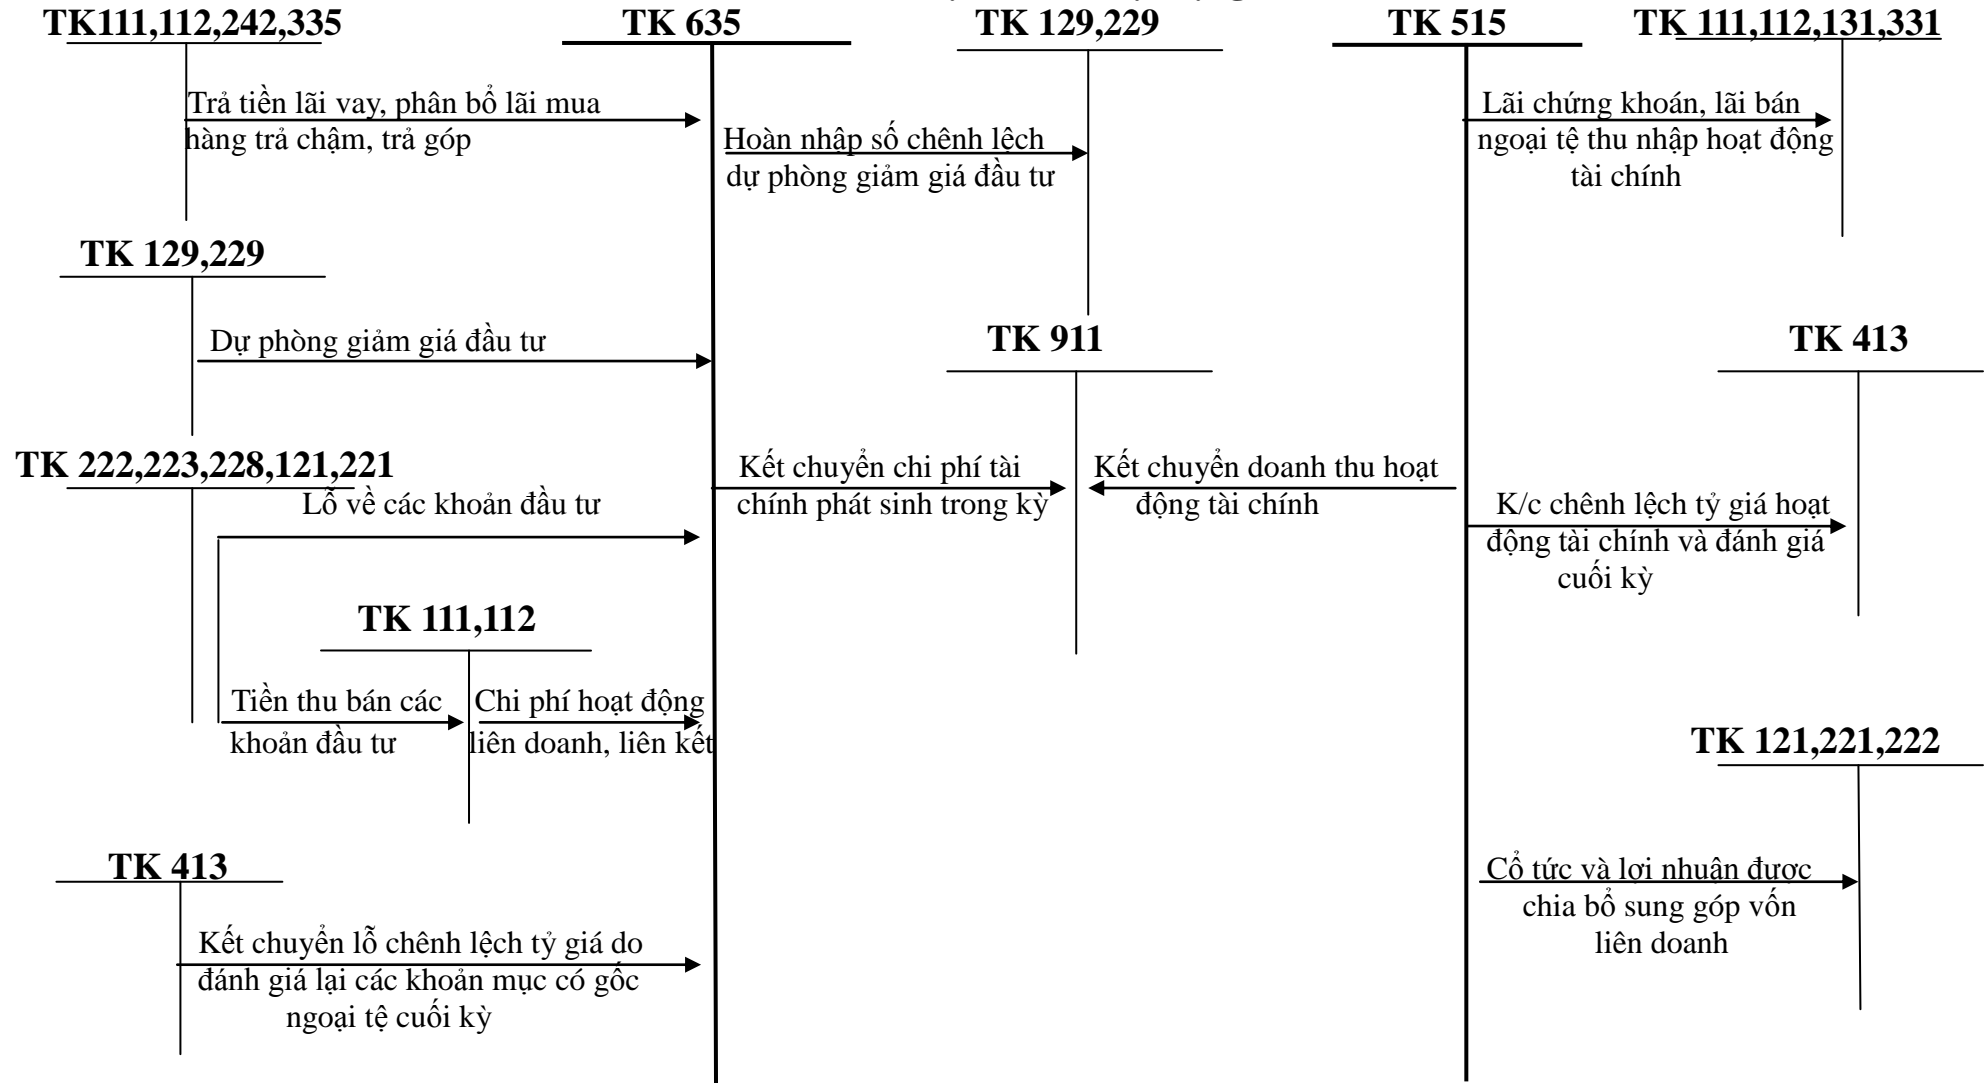 TK111,112,242,335
TK 635
TK 129,229
TK 515
TK 111,112,131,331
Trả tiền lãi vay, phân bổ lãi mua
hàng trả chậm, trả góp
Hoàn nhập số chênh lệch
dự phòng giảm giá đầu tư
Lãi chứng khoán, lãi bán
ngoại tệ thu nhập hoạt động
tài chính
TK 129,229
Dự phòng giảm giá đầu tư
TK 911
TK 413
TK 222,223,228,121,221
Lỗ về các khoản đầu tư
Kết chuyển chi phí tài
chính phát sinh trong kỳ
Kết chuyển doanh thu hoạt
động tài chính
K/c chênh lệch tỷ giá hoạt
động tài chính và đánh giá
cuối kỳ
TK 111,112
Tiền thu bán các
khoản đầu tư
Chi phí hoạt động
liên doanh, liên kết
TK 121,221,222
TK 413
Cổ tức và lợi nhuận được
chia bổ sung góp vốn
liên doanh
Kết chuyển lỗ chênh lệch tỷ giá do
đánh giá lại các khoản mục có gốc
ngoại tệ cuối kỳ